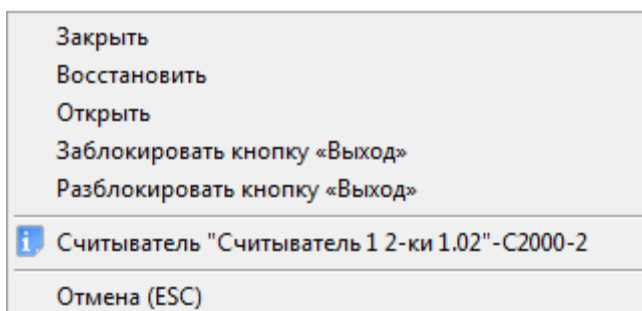 Закрыть
Восстановить
Открыть
Заблокировать кнопку «Выход»
Разблокировать кнопку «Выход»
Считыватель "Считыватель 1 2-ки 1.02"-С2000-2
Отмена (ESC)